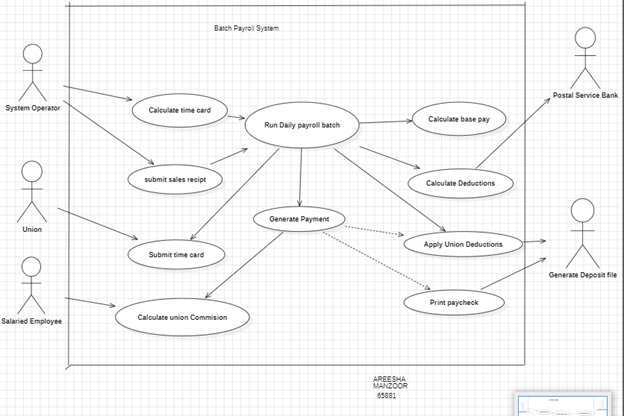 Batch Payroll System
System Operator
Postal Service Bank
Calculate time card
Run Daily payroll batch
Calculate base pay
submit sales recipt
Calculate Deductions
Union
Generate Payment
Submit time card
Apply Union Deductions
Generate Deposit file
Salaried Employee
Calculate union Commision
Print paycheck
AREESHA
MANZOOR
65881